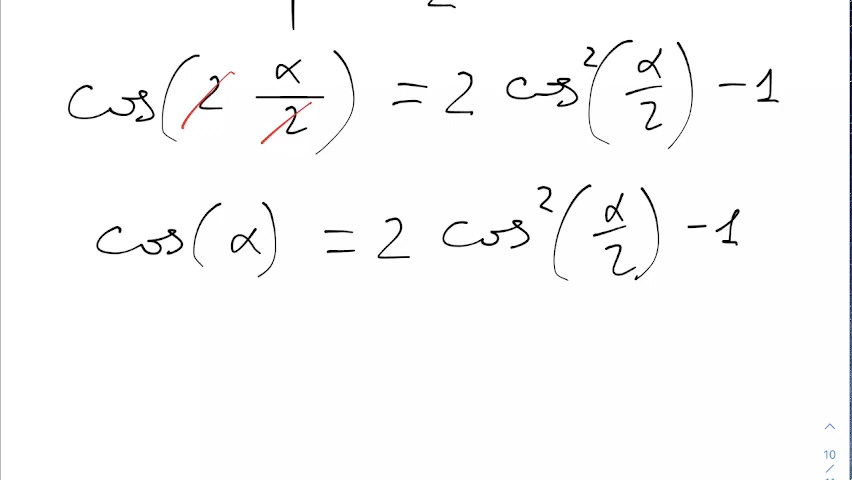 cos(2 α/2) = 2 cos²(α/2) - 1
cos(α) = 2 cos²(α/2) - 1
10
/